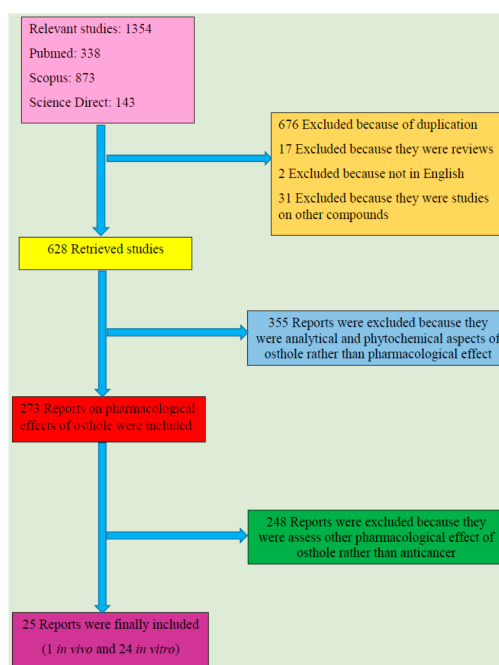 Relevant studies: 1354
Pubmed: 338
Scopus: 873
Science Direct: 143
676 Excluded because of duplication
17 Excluded because they were reviews
2 Excluded because not in English
31 Excluded because they were studies
on other compounds
628 Retrieved studies
355 Reports were excluded because they
were analytical and phytochemical aspects of
osthole rather than pharmacological effect
273 Reports on pharmacological
effects of osthole were included
248 Reports were excluded because they
were assess other pharmacological effect of
osthole rather than anticancer
25 Reports were finally included
(1 in vivo and 24 in vitro)